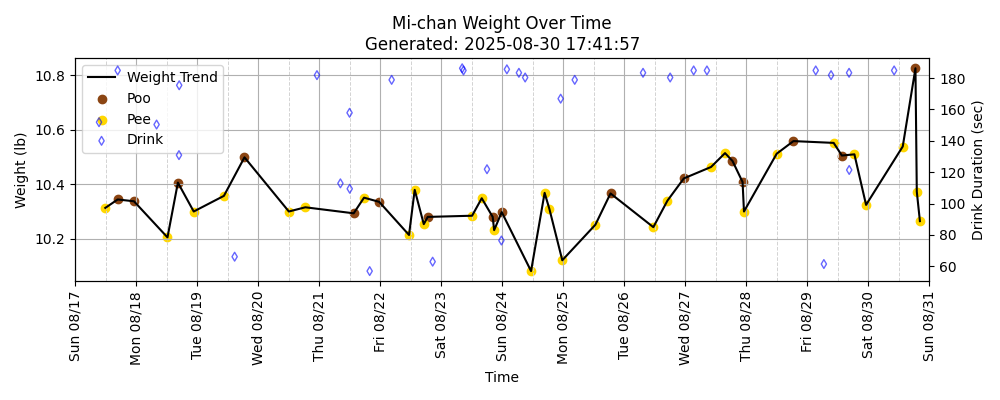 Mi-chan Weight Over Time
Generated: 2025-08-30 17:41:57
Weight (lb)
10.8
10.6
10.4
10.2
Weight Trend
Poo
Pee
Drink
180
160
140
120
100
80
60
Drink Duration (sec)
Sun 08/17
Mon 08/18
Tue 08/19
Wed 08/20
Thu 08/21
Fri 08/22
Sat 08/23
Sun 08/24
Mon 08/25
Tue 08/26
Wed 08/27
Thu 08/28
Fri 08/29
Sat 08/30
Sun 08/31
Time